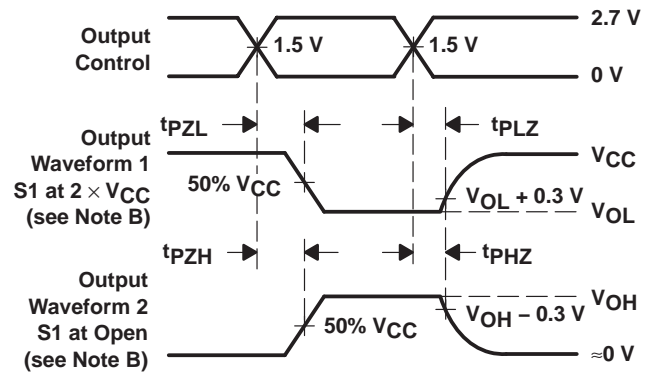 2.7 V
Output
Control
1.5 V
1.5 V
0 V
tPZL
tPLZ
Output
Waveform 1
S1 at 2 × VCC
(see Note B)
VCC
50% VCC
VOL + 0.3 V
VOL
tPZH
tPHZ
Output
Waveform 2
S1 at Open
(see Note B)
VOH
VOH − 0.3 V
50% VCC
≈0 V